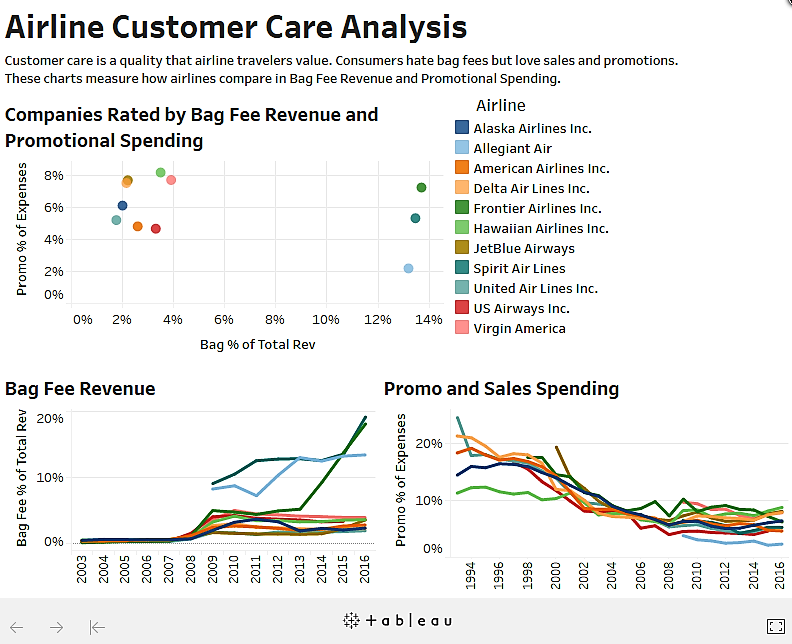 Airline Customer Care Analysis
Customer care is a quality that airline travelers value. Consumers hate bag fees but love sales and promotions.
These charts measure how airlines compare in Bag Fee Revenue and Promotional Spending.
Companies Rated by Bag Fee Revenue and
Promotional Spending
Promo % of Expenses
8%
6%
4%
2%
0%
0%
2%
4%
6%
8%
10%
12%
14%
Bag % of Total Rev
Airline
Alaska Airlines Inc.
Allegiant Air
American Airlines Inc.
Delta Air Lines Inc.
Frontier Airlines Inc.
Hawaiian Airlines Inc.
JetBlue Airways
Spirit Air Lines
United Air Lines Inc.
US Airways Inc.
Virgin America
Bag Fee Revenue
Bag Fee % of Total Rev
20%
10%
0%
2003
2004
2005
2006
2007
2008
2009
2010
2011
2012
2013
2014
2015
2016
Promo and Sales Spending
Promo % of Expenses
20%
10%
0%
1994
1996
1998
2000
2002
2004
2006
2008
2010
2012
2014
2016
+ a b l e a u